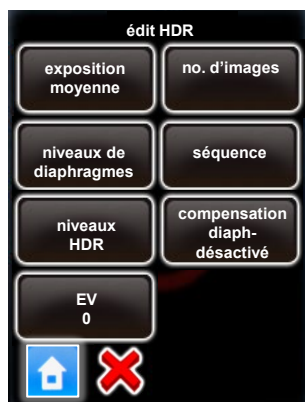 édit HDR
exposition
moyenne
no. d'images
niveaux de
diaphragmes
séquence
niveaux
HDR
compensation
diaph-
désactivé
EV
0